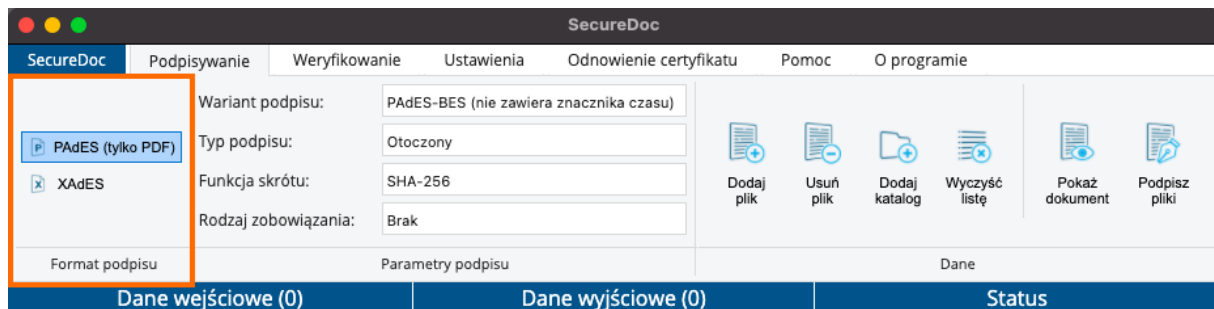 SecureDoc
SecureDoc Podpisywanie Weryfikowanie Ustawienia Odnowienie certyfikatu Pomoc O programie
PAdES (tylko PDF)
XAdES
Format podpisu
Wariant podpisu: PAdES-BES (nie zawiera znacznika czasu)
Typ podpisu: Otoczony
Funkcja skrótu: SHA-256
Rodzaj zobowiązania: Brak
Parametry podpisu
Dodaj
plik
Usuń
plik
Dodaj
katalog
Wyczyść
listę
Pokaż
dokument
Podpisz
pliki
Dane
Dane wejściowe (0) Dane wyjściowe (0) Status